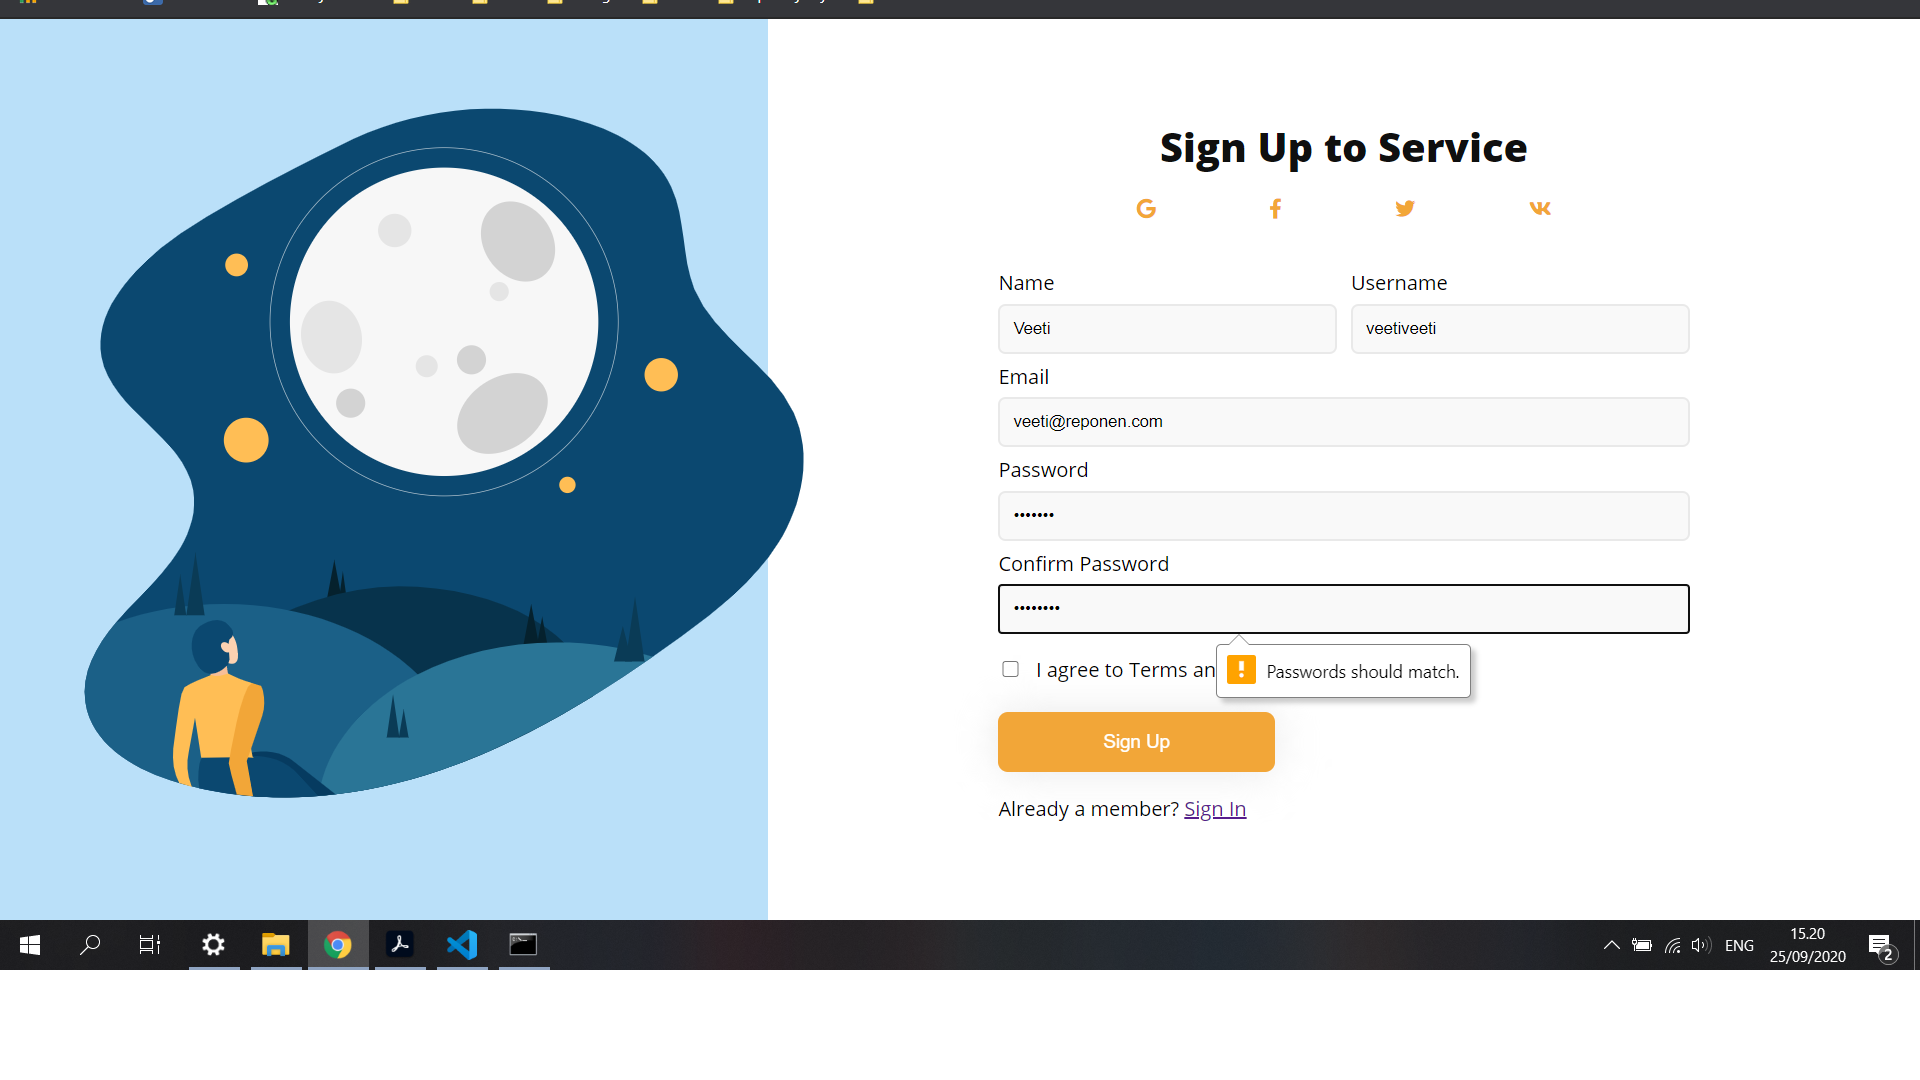 Sign Up to Service
Name Username
Veeti veetiveeti
Email
veeti@reponen.com
Password
•••••••
Confirm Password
••••••••
I agree to Terms an
Passwords should match.
Sign Up
Already a member? Sign In
ENG
15.20
25/09/2020
2